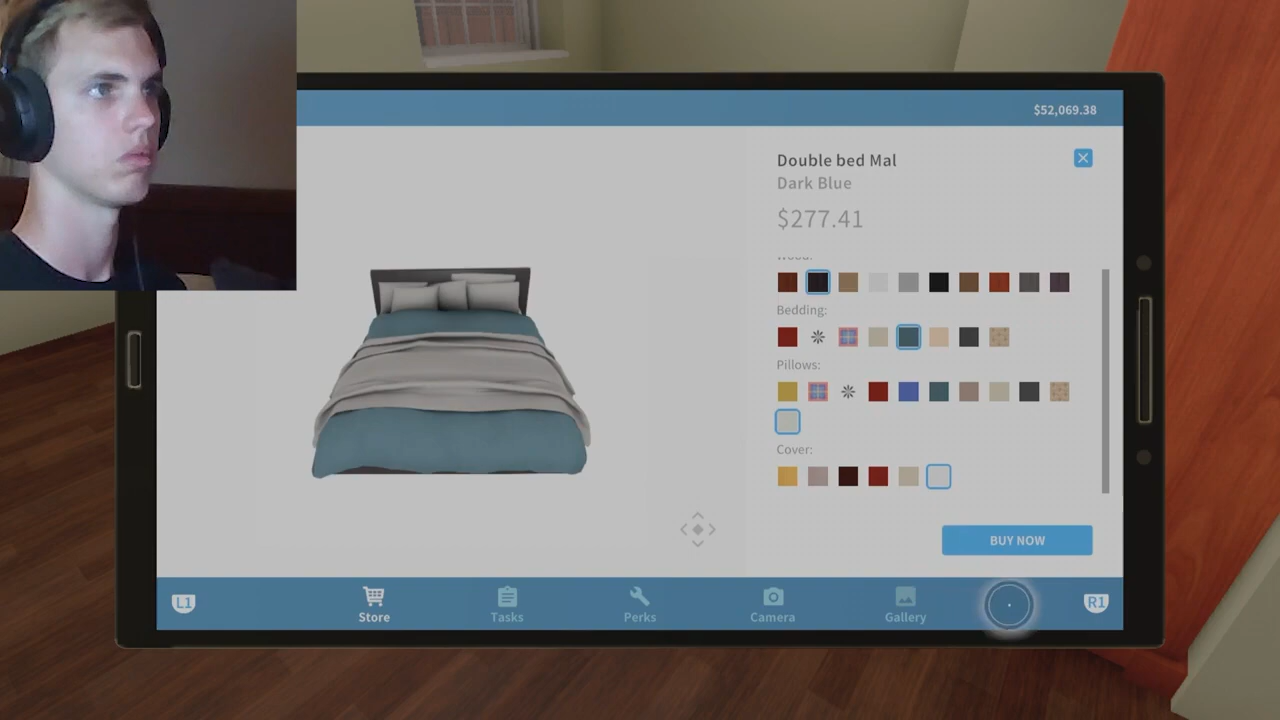 $52,069.38
Double bed Mal
Dark Blue
$277.41
Wood:
Bedding:
Pillows:
Cover:
BUY NOW
L1
Store
Tasks
Perks
Camera
Gallery
R1